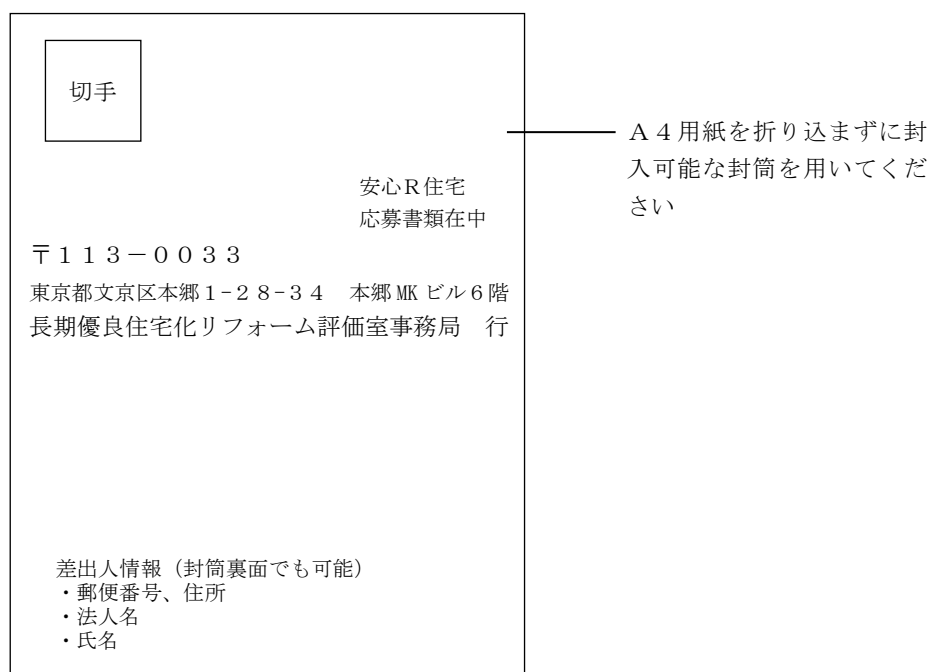 切手
A４用紙を折り込まずに封
入可能な封筒を用いてくだ
さい
安心R住宅
応募書類在中
〒１１３－００３３
東京都文京区本郷１-２８-３４　本郷 MK ビル６階
長期優良住宅化リフォーム評価室事務局　行
差出人情報（封筒裏面でも可能）
・郵便番号、住所
・法人名
・氏名